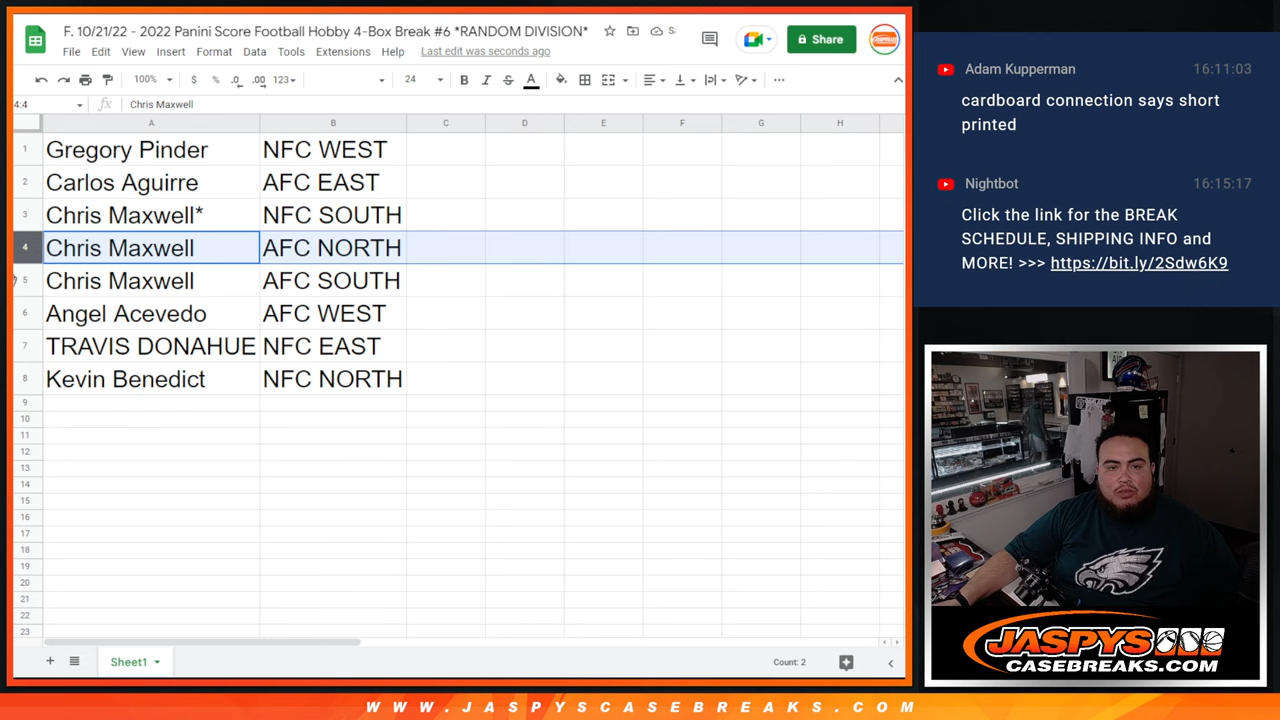 F. 10/21/22 - 2022 Panini Score Football Hobby 4-Box Break #6 *RANDOM DIVISION*
S
File Edit View Insert Format Data Tools Extensions Help Last edit was seconds ago
Share
100% $ % .0 .00 123 24 B I S A
4:4 fx Chris Maxwell
A B C D E F G H
1 Gregory Pinder NFC WEST
2 Carlos Aguirre AFC EAST
3 Chris Maxwell* NFC SOUTH
4 Chris Maxwell AFC NORTH
5 Chris Maxwell AFC SOUTH
6 Angel Acevedo AFC WEST
7 TRAVIS DONAHUE NFC EAST
8 Kevin Benedict NFC NORTH
9
10
11
12
13
14
15
16
17
18
19
20
21
22
23
+ Sheet1 Count: 2
Adam Kupperman 16:11:03
cardboard connection says short
printed
Nightbot 16:15:17
Click the link for the BREAK
SCHEDULE, SHIPPING INFO and
MORE! >>> https://bit.ly/2Sdw6K9
JASPYS
CASEBREAKS.COM
WWW.JASPYSCASEBREAKS.COM